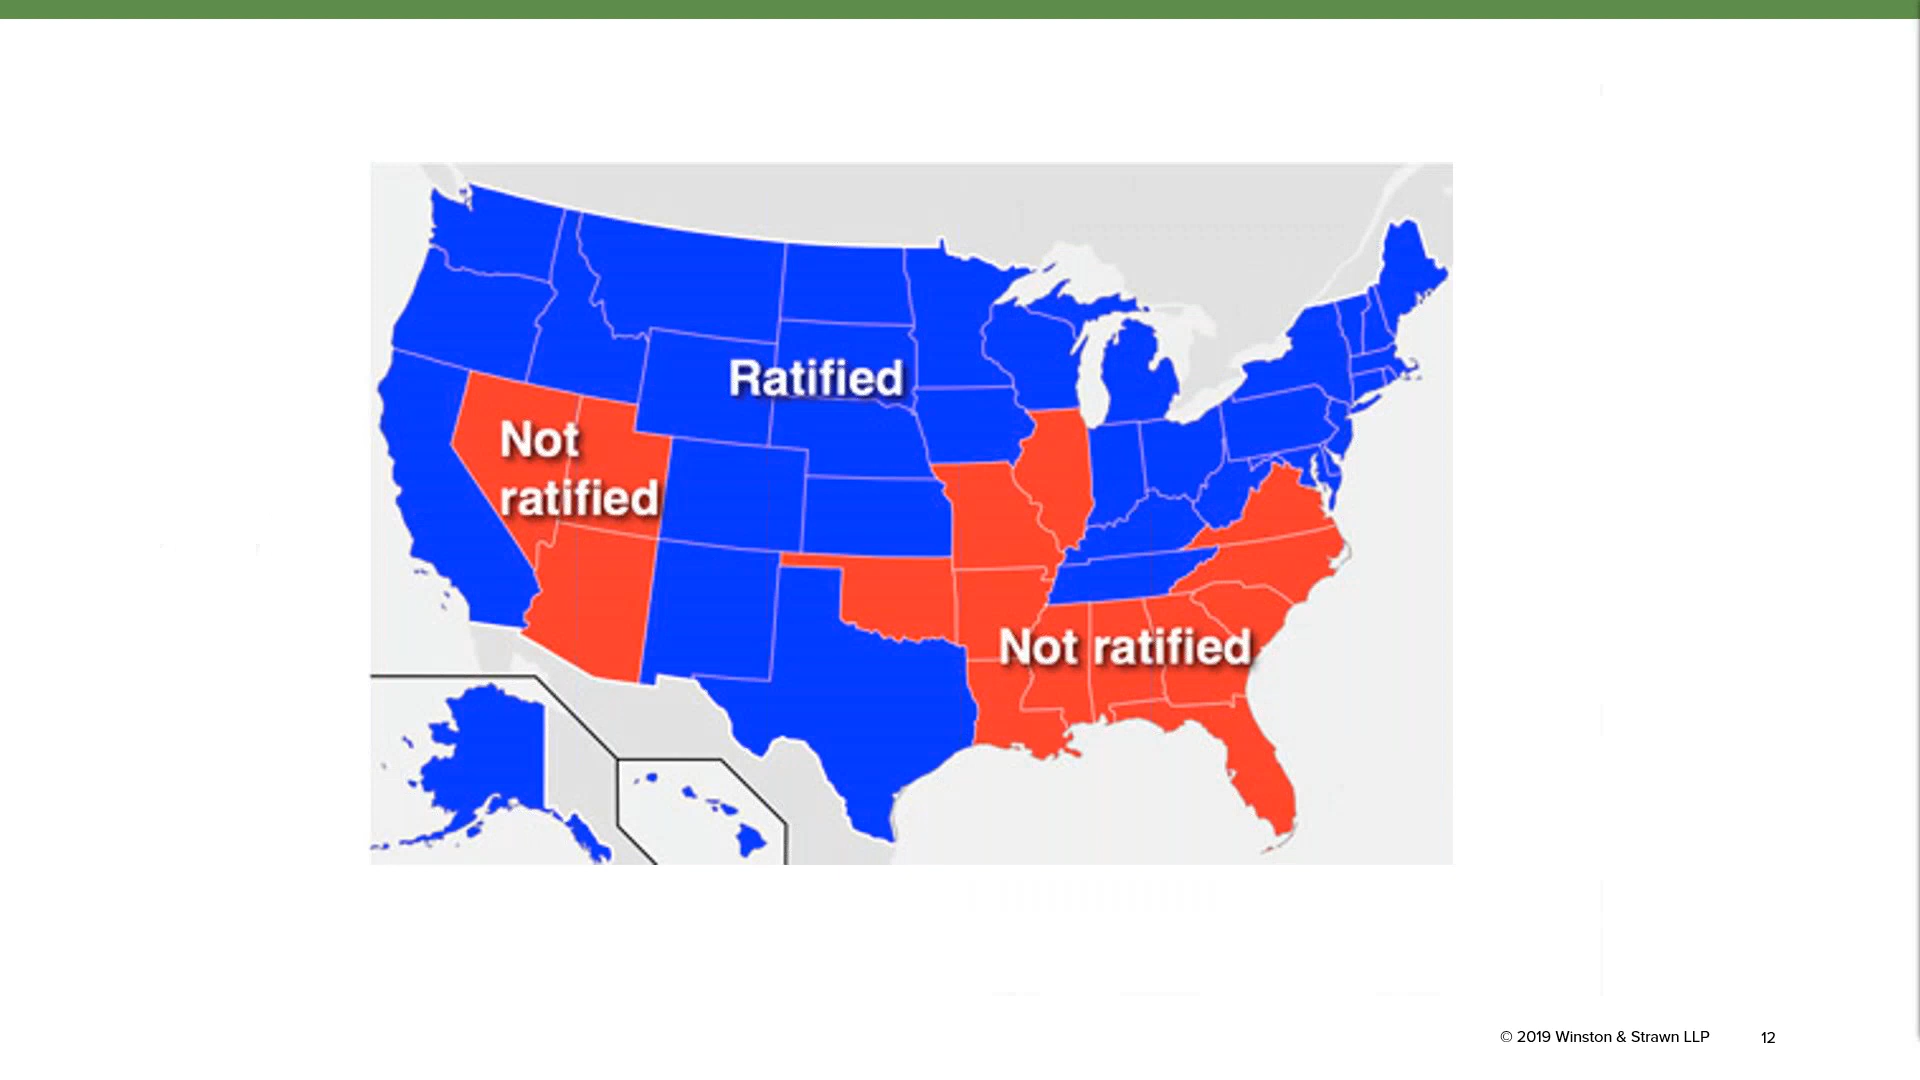 Ratified
Not
ratified
Not ratified
© 2019 Winston & Strawn LLP
12